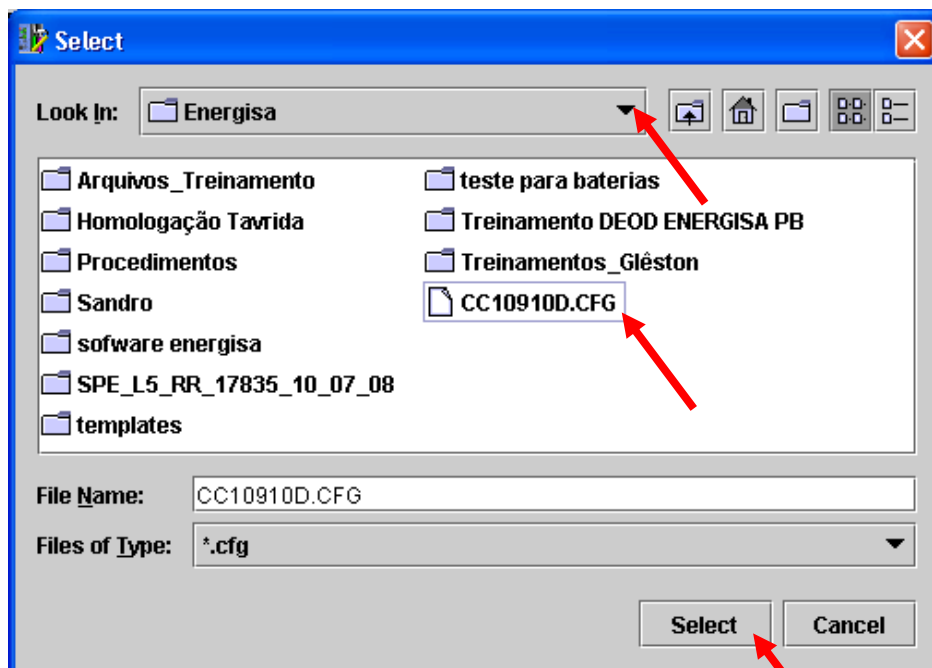 Select
Look In: Energisa
Arquivos_Treinamento
Homologação Tavrida
Procedimentos
Sandro
sofware energisa
SPE_L5_RR_17835_10_07_08
templates
teste para baterias
Treinamento DEOD ENERGISA PB
Treinamentos_Glêston
CC10910D.CFG
File Name: CC10910D.CFG
Files of Type: *.cfg
Select Cancel